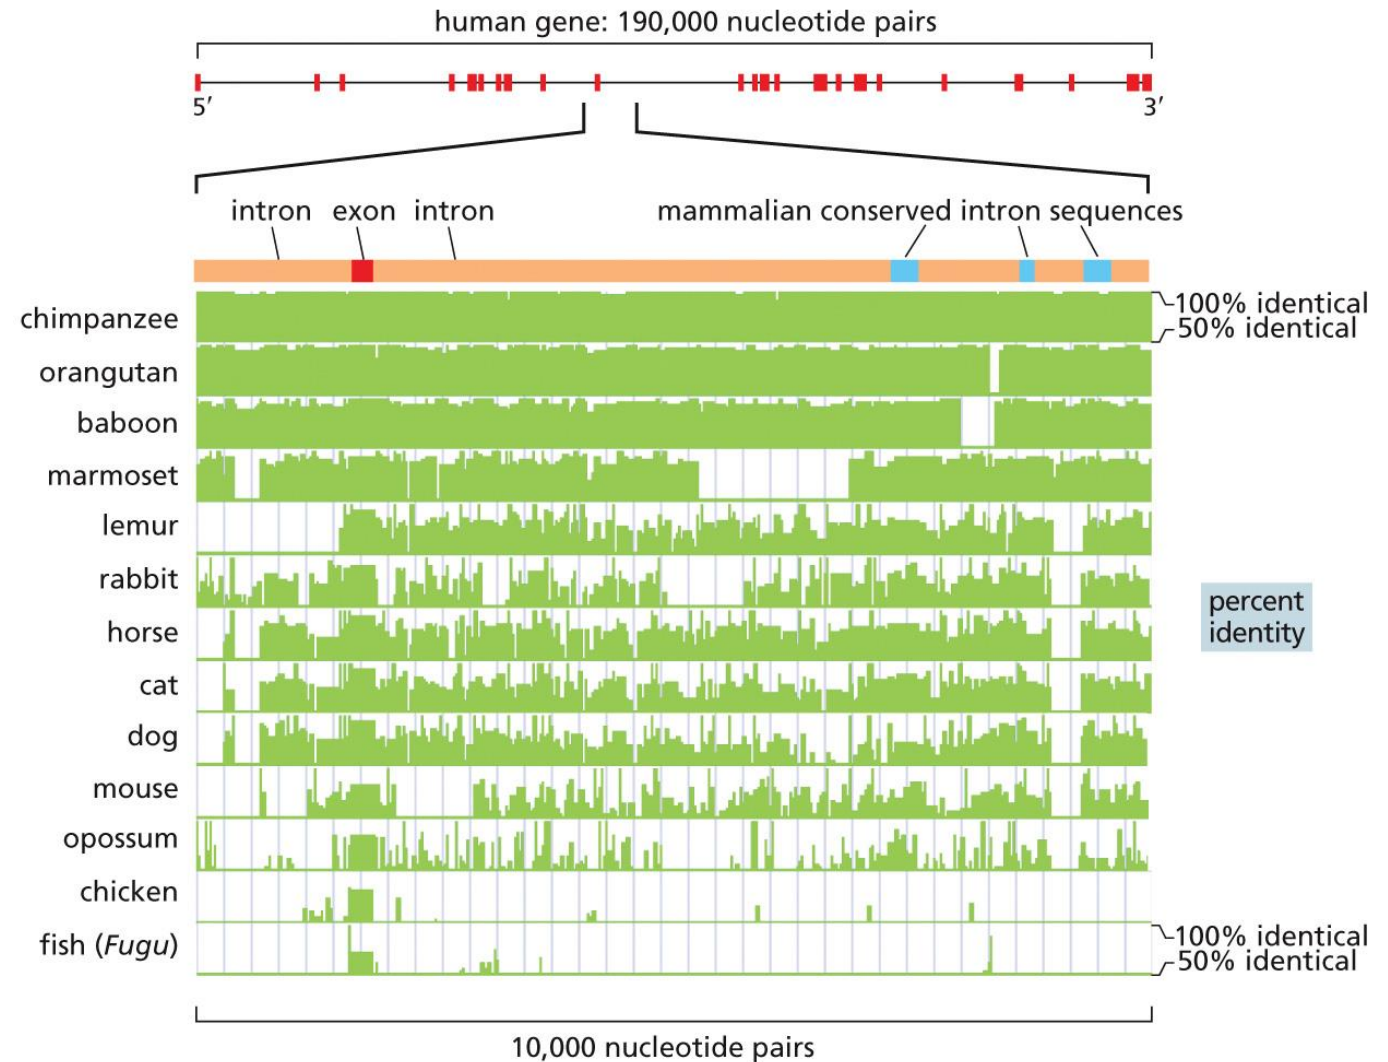 human gene: 190,000 nucleotide pairs
5′ 3′
intron exon intron mammalian conserved intron sequences
chimpanzee
100% identical
50% identical
orangutan
baboon
marmoset
lemur
rabbit
percent
identity
horse
cat
dog
mouse
opossum
chicken
fish (Fugu)
100% identical
50% identical
10,000 nucleotide pairs